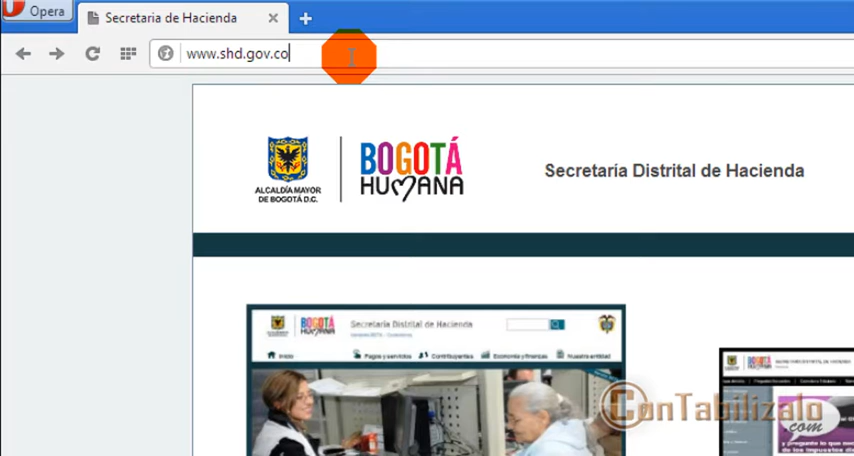 Opera
Secretaria de Hacienda
www.shd.gov.co
BOGOTÁ
HUMANA
Secretaría Distrital de Hacienda
ALCALDÍA MAYOR
DE BOGOTÁ D.C.
BOGOTÁ
HUMANA
Secretaría Distrital de Hacienda
Inicio
Pagos y servicios
Contribuyentes
Economía y finanzas
Nuestra entidad
BOGOTÁ
ConTabilizalo
.com